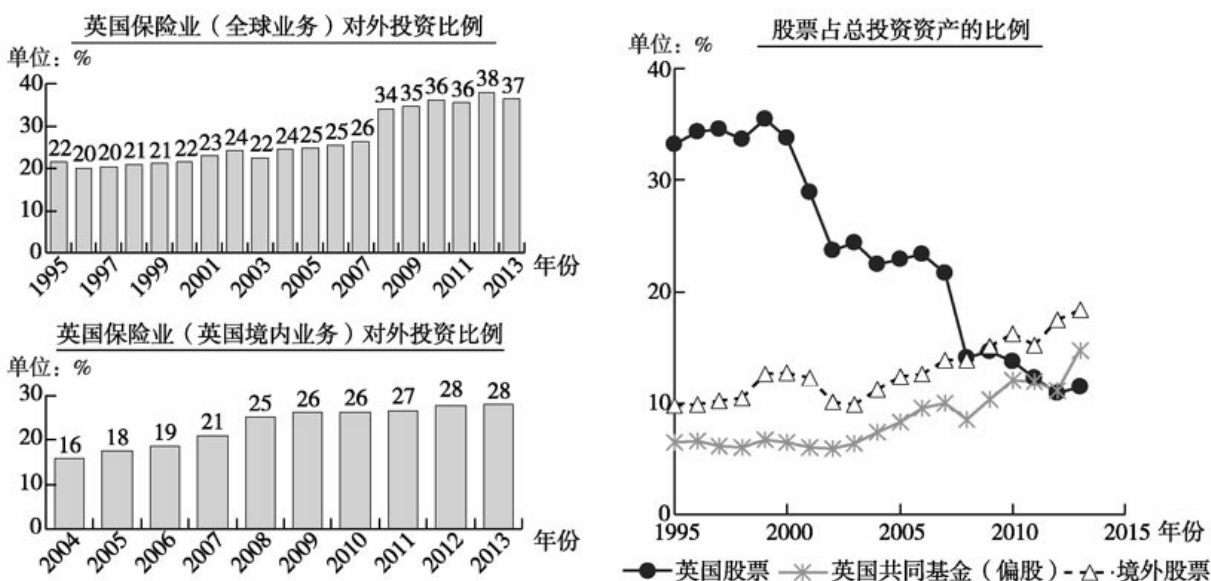 英国保险业（全球业务）对外投资比例
单位：%
40
30
20
10
0
22 20 20 21 21 22 23 24 22 24 25 25 26 34 35 36 36 38 37
1995 1997 1999 2001 2003 2005 2007 2009 2011 2013 年份
英国保险业（英国境内业务）对外投资比例
单位：%
30
20
10
0
16 18 19 21 25 26 26 27 28 28
2004 2005 2006 2007 2008 2009 2010 2011 2012 2013 年份
股票占总投资资产的比例
单位：%
40
30
20
10
0
1995 2000 2005 2010 2015 年份
英国股票 英国共同基金（偏股） 境外股票